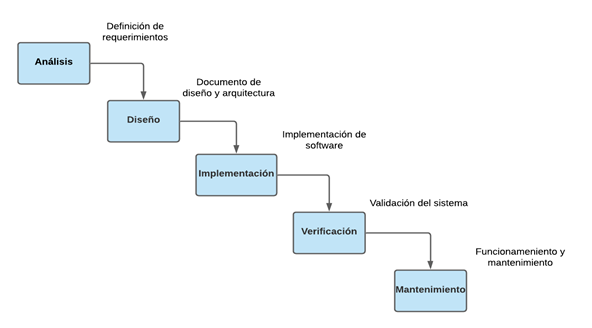 Definición de
requerimientos
Análisis
Documento de
diseño y arquitectura
Diseño
Implementación de
software
Implementación
Validación del sistema
Verificación
Funcionameniento y
mantenimiento
Mantenimiento